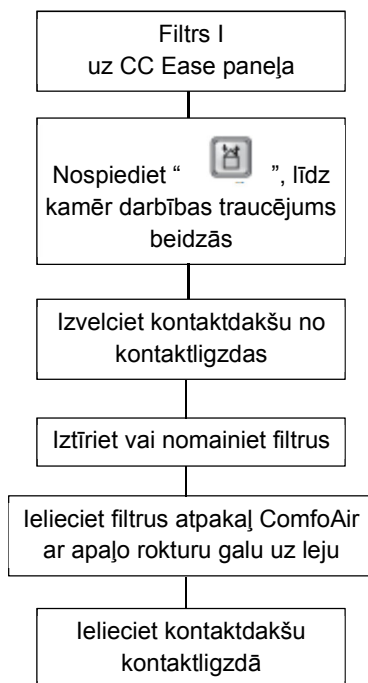 Filtrs I
uz CC Ease paneļa
Nospiediet “ ”, līdz
kamēr darbības traucējums
beidzās
Izvelciet kontaktdakšu no
kontaktligzdas
Iztīriet vai nomainiet filtrus
Ielieciet filtrus atpakaļ ComfoAir
ar apaļo rokturu galu uz leju
Ielieciet kontaktdakšu
kontaktligzdā